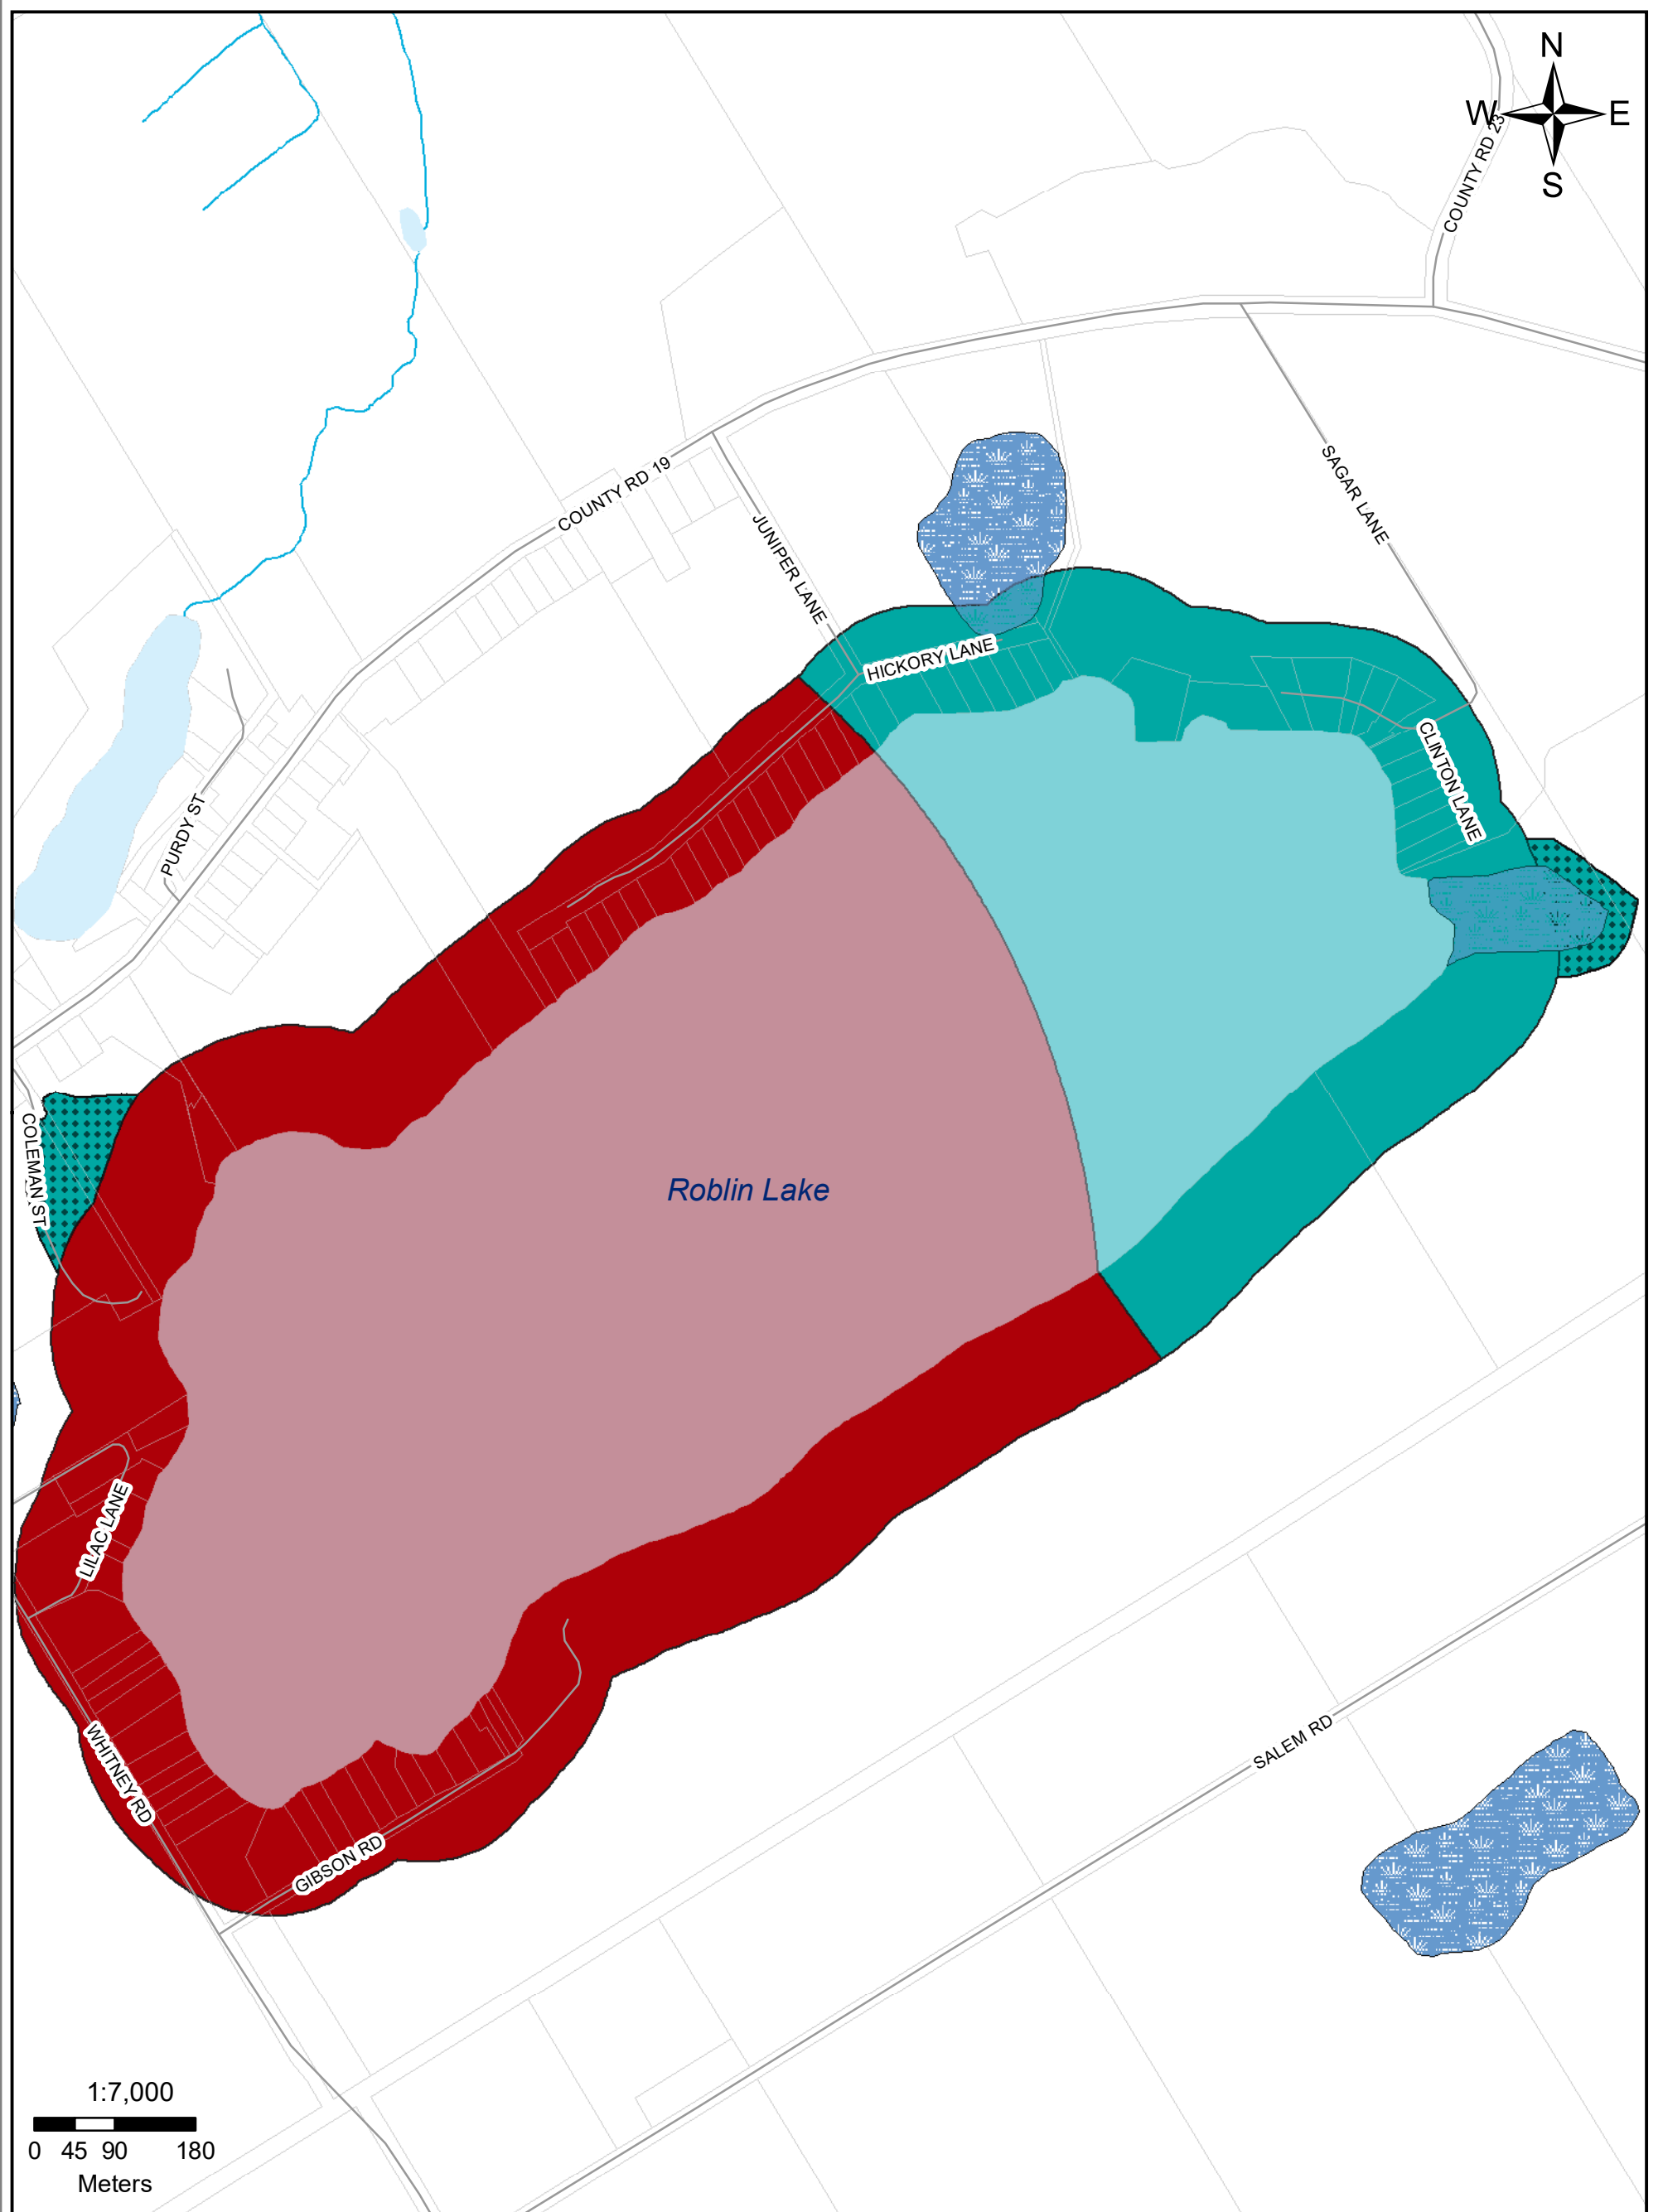 N
W E
S
COUNTY RD 23
COUNTY RD 19
SAGAR LANE
JUNIPER LANE
HICKORY LANE
CLINTON LANE
PURDY ST
COLEMAN ST
Roblin Lake
LILAC LANE
WHITNEY RD
GIBSON RD
SALEM RD
1:7,000
0 45 90 180
Meters